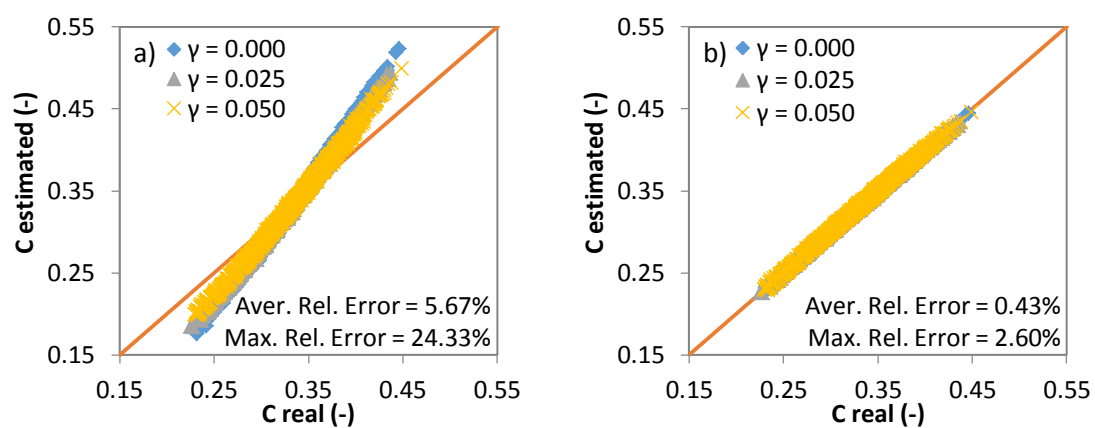 0.55
a)
γ = 0.000
γ = 0.025
γ = 0.050
0.45
0.35
0.25
0.15
C estimated (-)
Aver. Rel. Error = 5.67%
Max. Rel. Error = 24.33%
0.15 0.25 0.35 0.45 0.55
C real (-)
0.55
b)
γ = 0.000
γ = 0.025
γ = 0.050
0.45
0.35
0.25
0.15
C estimated (-)
Aver. Rel. Error = 0.43%
Max. Rel. Error = 2.60%
0.15 0.25 0.35 0.45 0.55
C real (-)